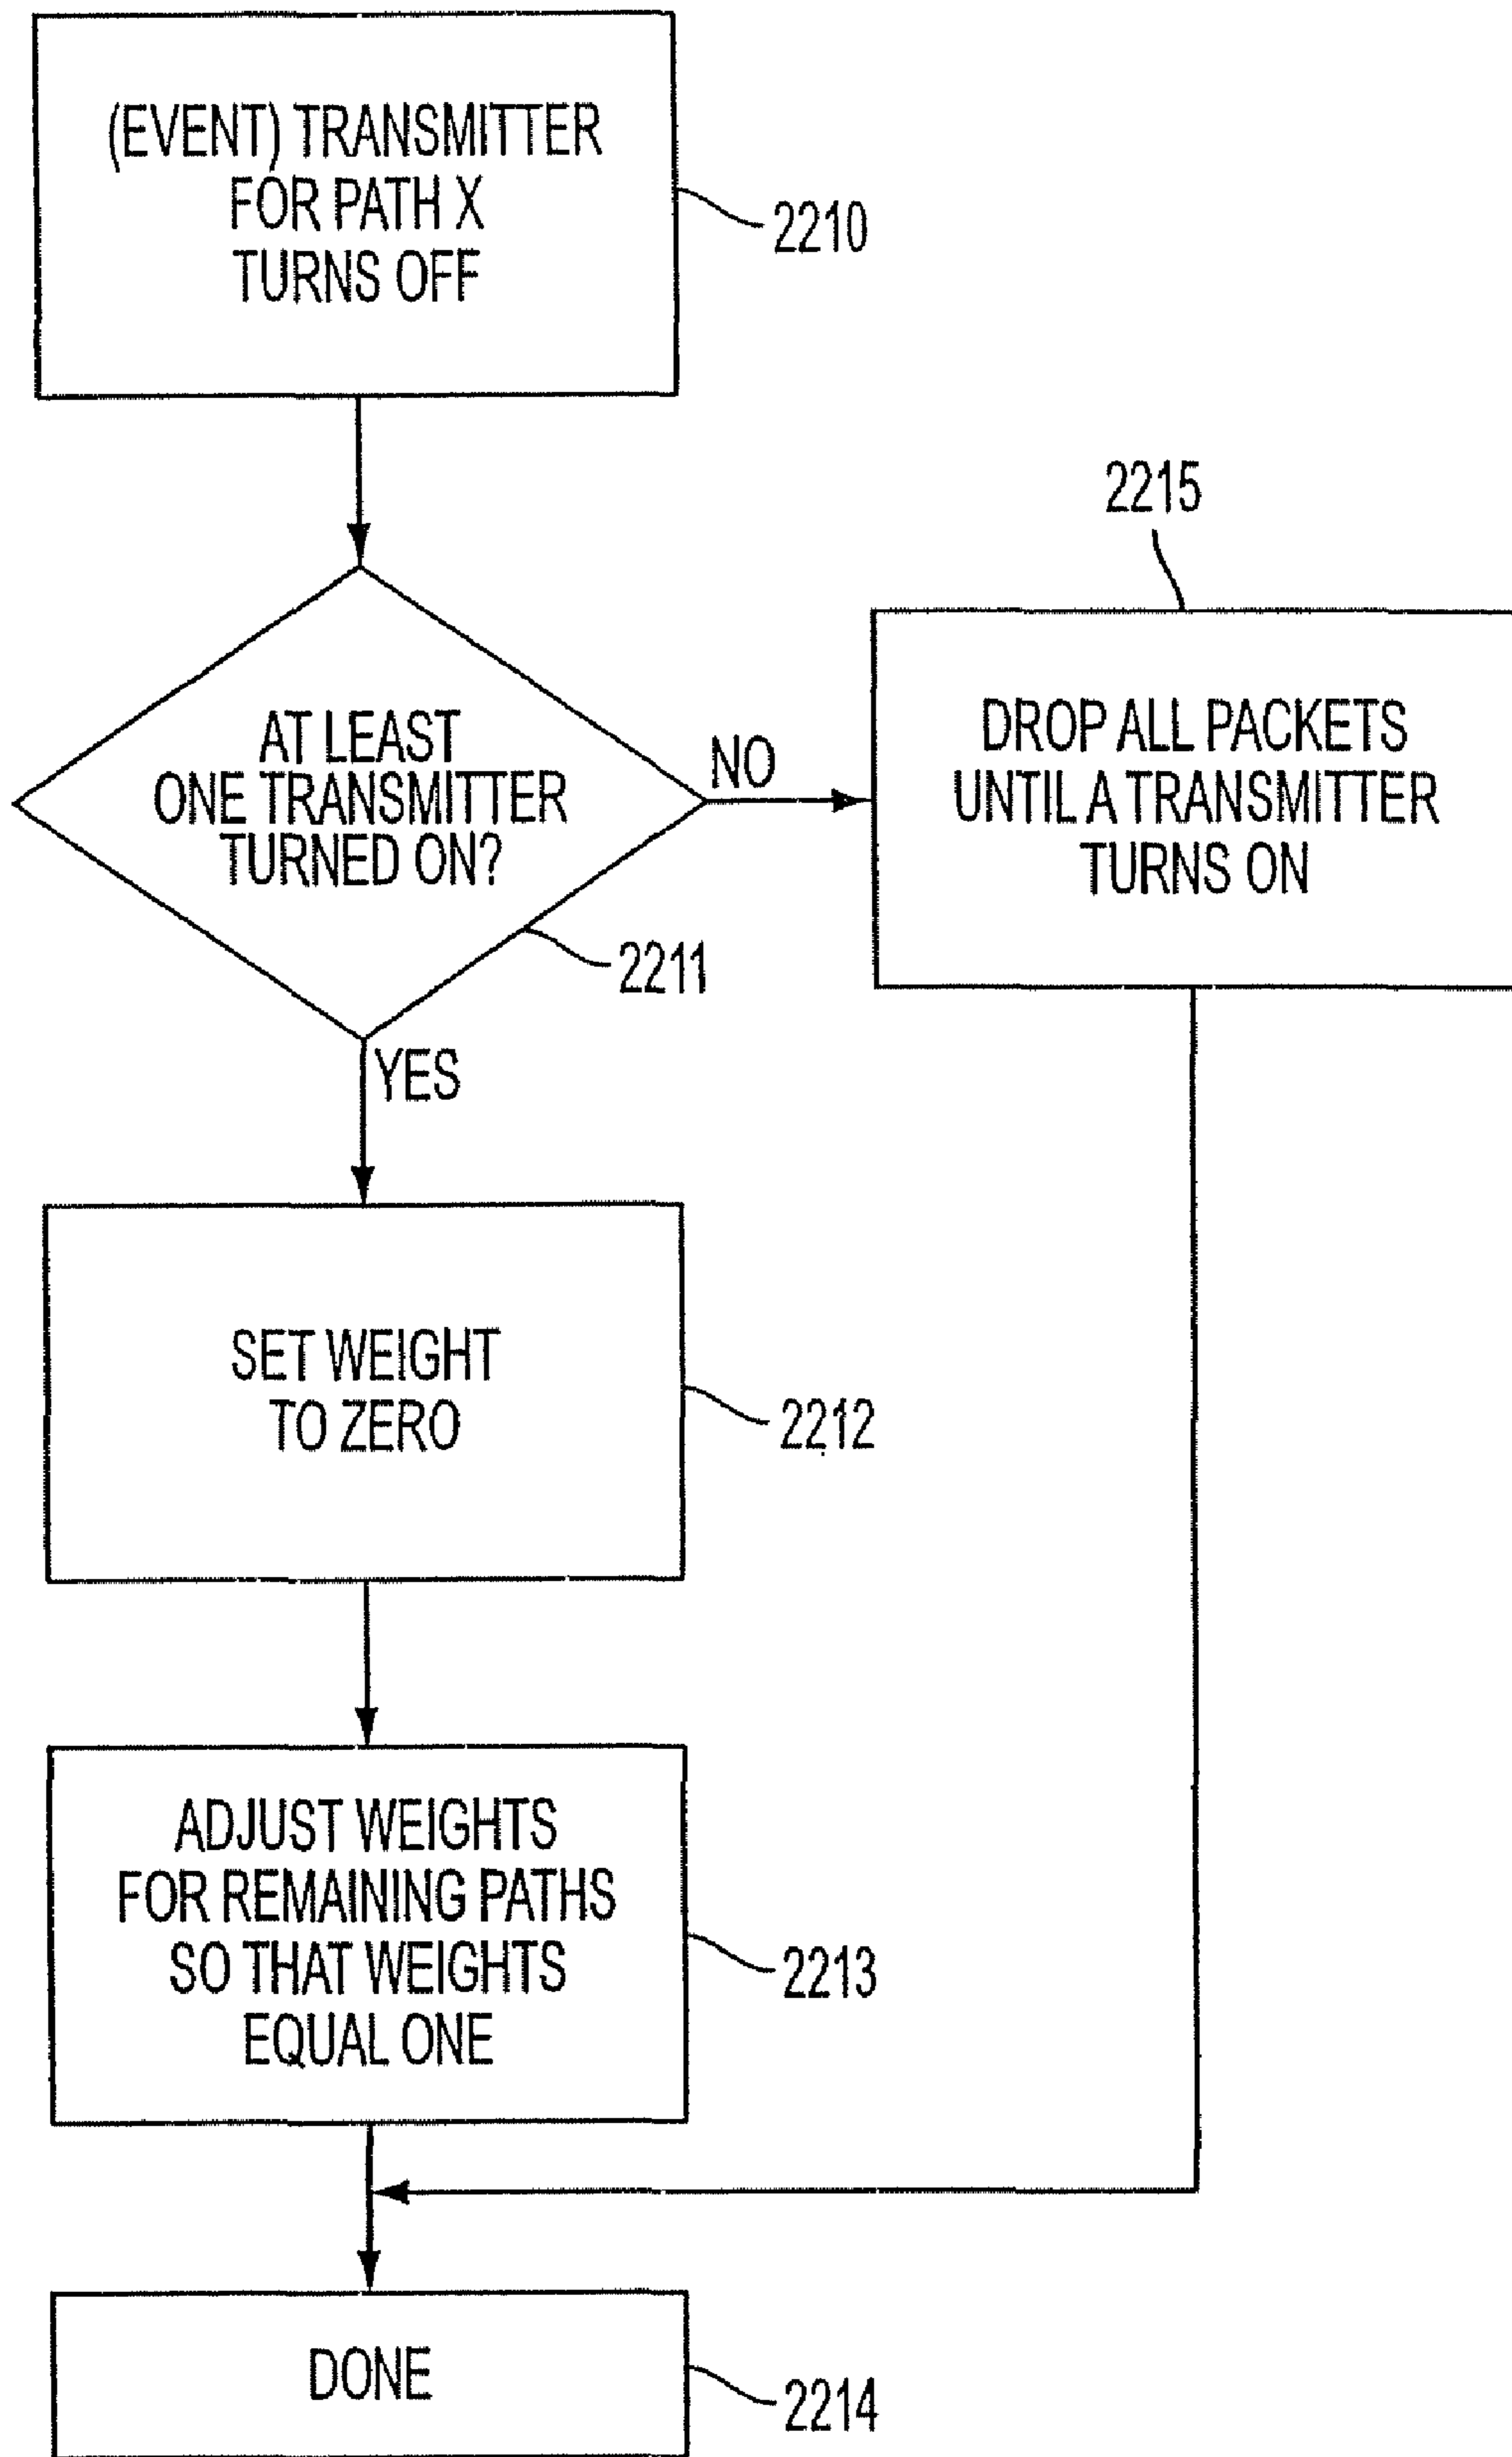 (EVENT) TRANSMITTER
FOR PATH X
TURNS OFF
2210
2215
AT LEAST
ONE TRANSMITTER
TURNED ON?
NO
DROP ALL PACKETS
UNTIL A TRANSMITTER
TURNS ON
2211
YES
SET WEIGHT
TO ZERO
2212
ADJUST WEIGHTS
FOR REMAINING PATHS
SO THAT WEIGHTS
EQUAL ONE
2213
DONE
2214